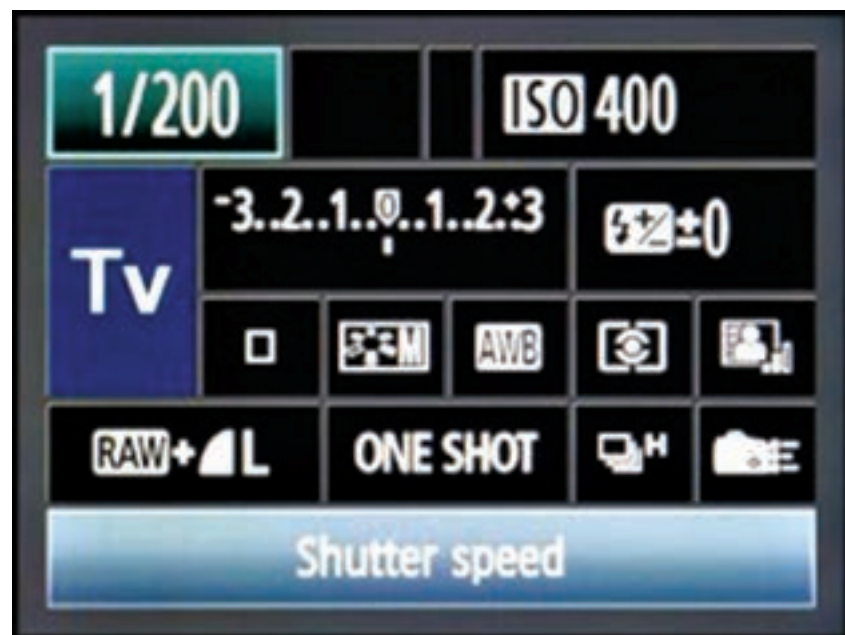 1/200 ISO 400
Tv -3..2..1..0..1..2.+3 ±0
M AWB
RAW+ L ONE SHOT H
Shutter speed